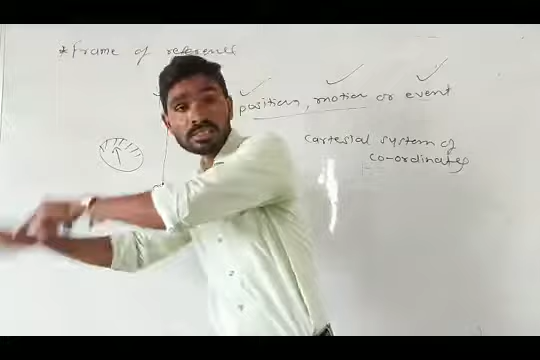 * Frame of reference
position, motion or event
cartesial system of
co-ordinates